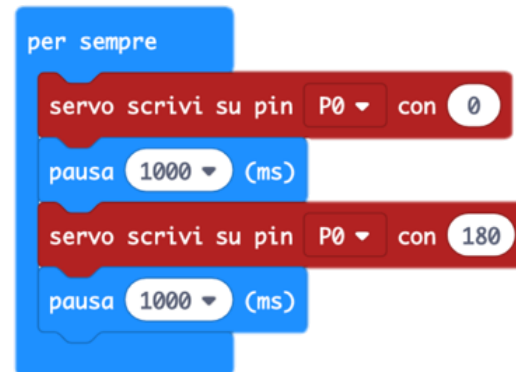 per sempre
servo scrivi su pin P0 con 0
pausa 1000 (ms)
servo scrivi su pin P0 con 180
pausa 1000 (ms)